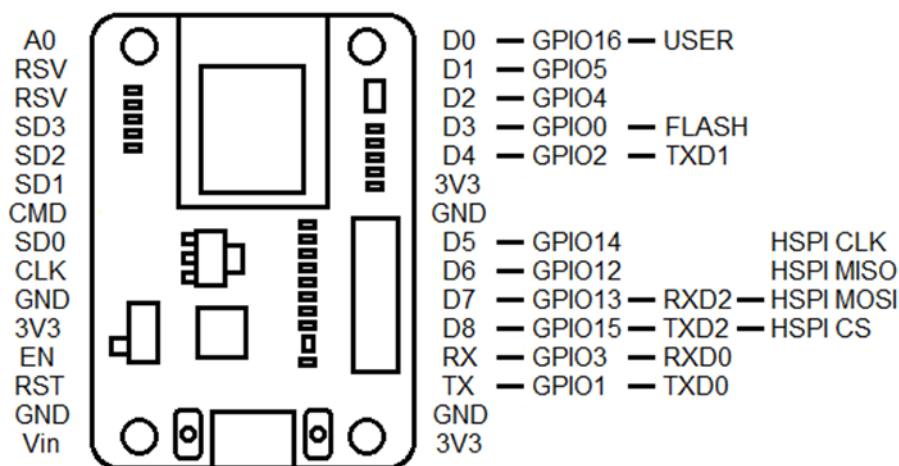 A0 D0 GPIO16 USER
RSV D1 GPIO5
RSV D2 GPIO4
SD3 D3 GPIO0 FLASH
SD2 D4 GPIO2 TXD1
SD1 3V3
CMD GND
SD0 D5 GPIO14 HSPI CLK
CLK D6 GPIO12 HSPI MISO
GND D7 GPIO13 RXD2 HSPI MOSI
3V3 D8 GPIO15 TXD2 HSPI CS
EN RX GPIO3 RXD0
RST TX GPIO1 TXD0
GND GND
Vin 3V3